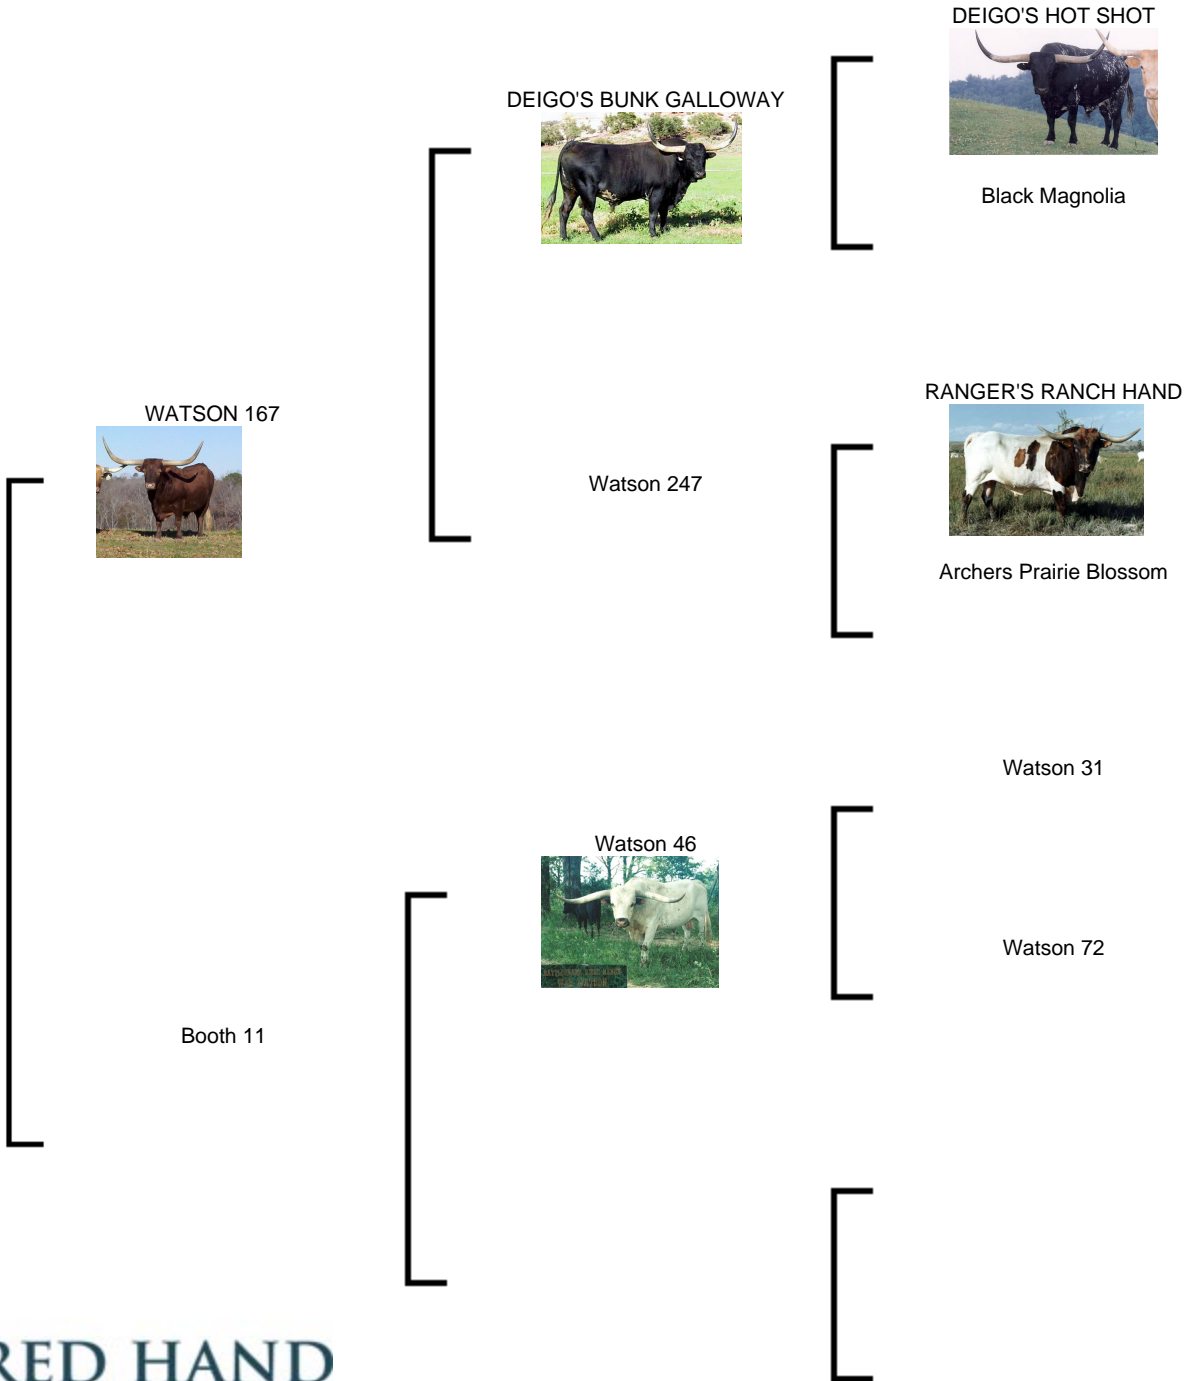 DEIGO'S HOT SHOT
DEIGO'S BUNK GALLOWAY
Black Magnolia
RANGER'S RANCH HAND
WATSON 167
Watson 247
Archers Prairie Blossom
Watson 31
Watson 46
Watson 72
Booth 11
RED HAND